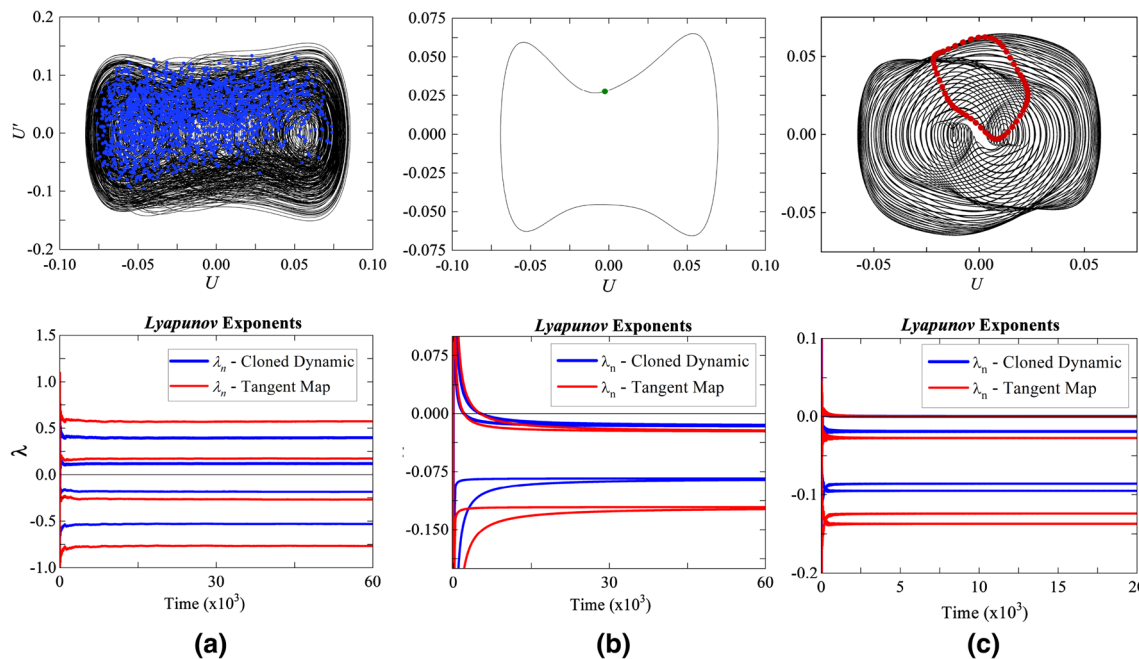 0.2
0.1
0.0
-0.1
-0.2
U'
-0.10
-0.05
0.00
0.05
0.10
U
0.075
0.050
0.025
0.000
-0.025
-0.050
-0.075
-0.10
-0.05
0.00
0.05
0.10
U
0.05
0.00
-0.05
-0.05
0.00
0.05
U
Lyapunov Exponents
λn - Cloned Dynamic
λn - Tangent Map
1.5
1.0
0.5
0.0
-0.5
-1.0
λ
0
30
60
Time (x10³)
Lyapunov Exponents
λn - Cloned Dynamic
λn - Tangent Map
0.075
0.000
-0.075
-0.150
0
30
60
Time (x10³)
Lyapunov Exponents
λn - Cloned Dynamic
λn - Tangent Map
0.1
0.0
-0.1
-0.2
0
5
10
15
20
Time (x10³)
(a)
(b)
(c)